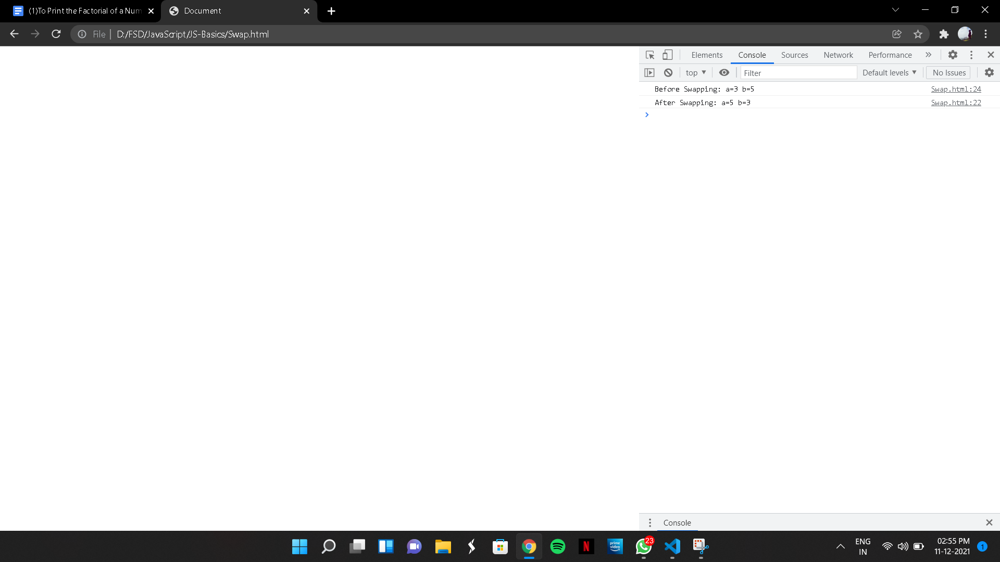 (1)To Print the Factorial of a Num
Document
File
D:/FSD/JavaScript/JS-Basics/Swap.html
Elements
Console
Sources
Network
Performance
top
Filter
Default levels
No Issues
Before Swapping: a=3 b=5
Swap.html:24
After Swapping: a=5 b=3
Swap.html:22
Console
prime video
23
ENG
IN
02:55 PM
11-12-2021
1